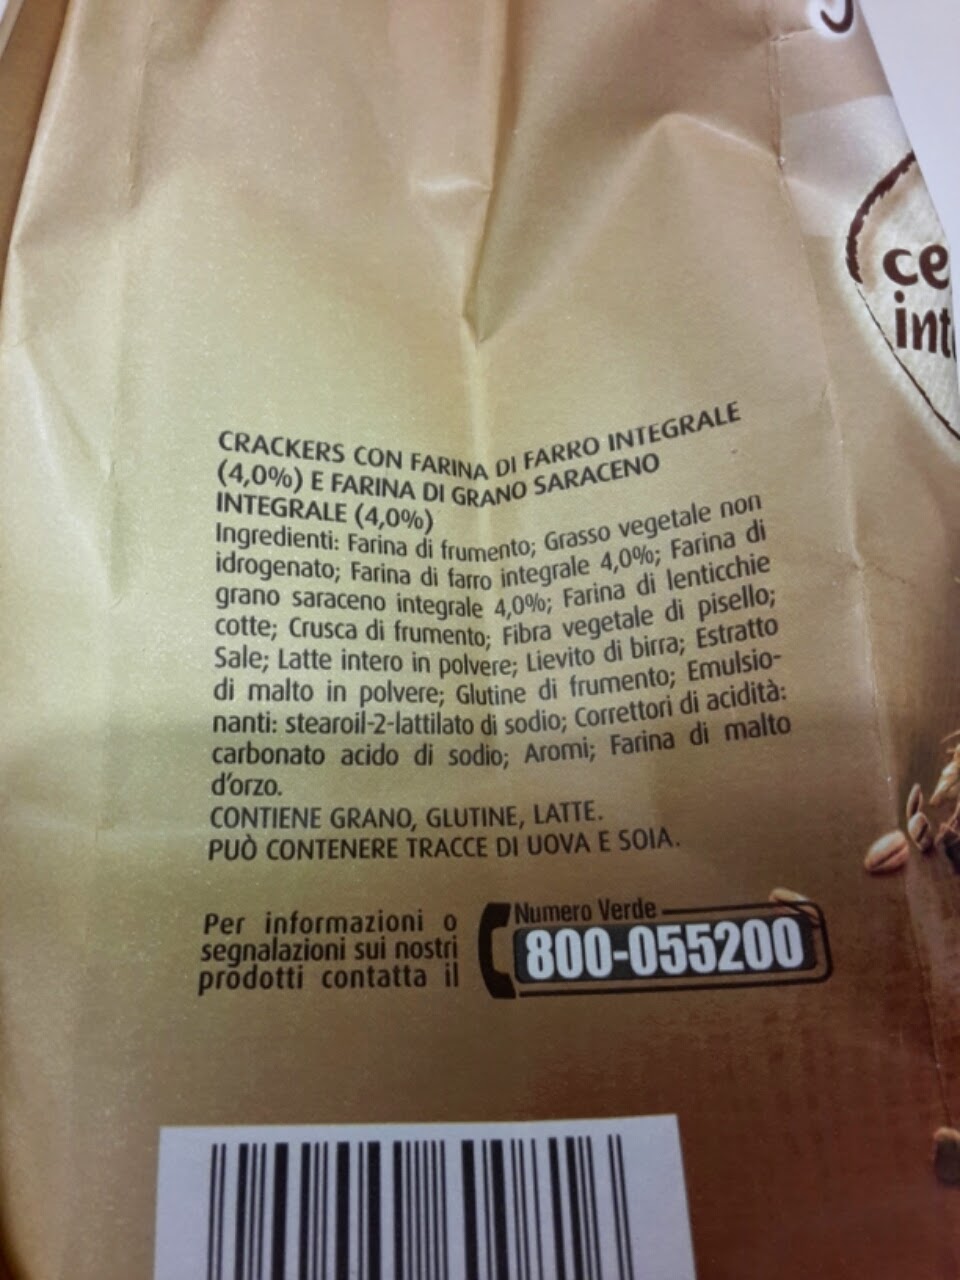 CRACKERS CON FARINA DI FARRO INTEGRALE
(4,0%) E FARINA DI GRANO SARACENO
INTEGRALE (4,0%)
Ingredienti: Farina di frumento; Grasso vegetale non
idrogenato; Farina di farro integrale 4,0%; Farina di
grano saraceno integrale 4,0%; Farina di lenticchie
cotte; Crusca di frumento; Fibra vegetale di pisello;
Sale; Latte intero in polvere; Lievito di birra; Estratto
di malto in polvere; Glutine di frumento; Emulsio-
nanti: stearoil-2-lattilato di sodio; Correttori di acidità:
carbonato acido di sodio; Aromi; Farina di malto
d'orzo.
CONTIENE GRANO, GLUTINE, LATTE.
PUÒ CONTENERE TRACCE DI UOVA E SOIA.
Per informazioni o
segnalazioni sui nostri
prodotti contatta il
Numero Verde
800-055200